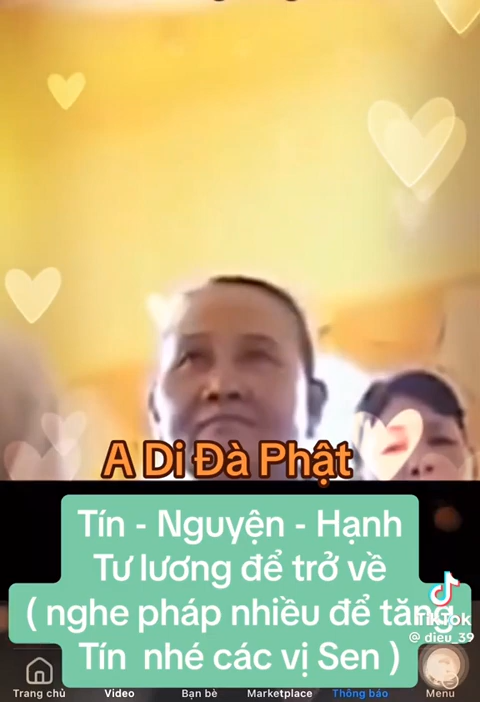 A Di Đà Phật
Tín - Nguyện - Hạnh
Tư lương để trở về
( nghe pháp nhiều để tăng
Tín nhé các vị Sen )
TikTok
@ dieu_39
Trang chủ Video Bạn bè Marketplace Thông báo Menu